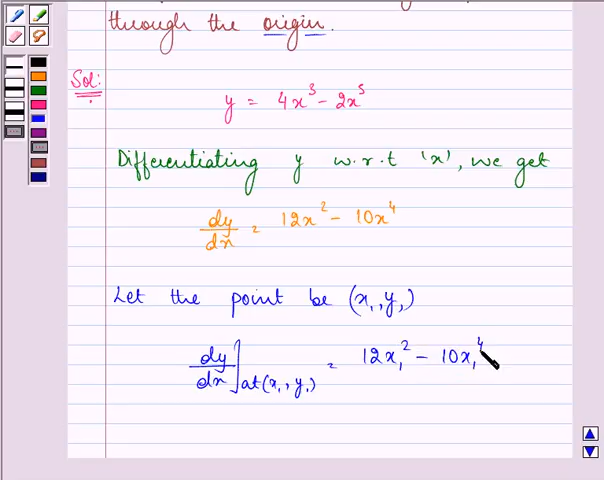 through the origin.
Sol:
y = 4x³ - 2x⁵
Differentiating y w.r.t 'x', we get
dy/dx = 12x² - 10x⁴
Let the point be (x₁, y₁)
dy/dx]at(x₁, y₁) = 12x₁² - 10x₁⁴